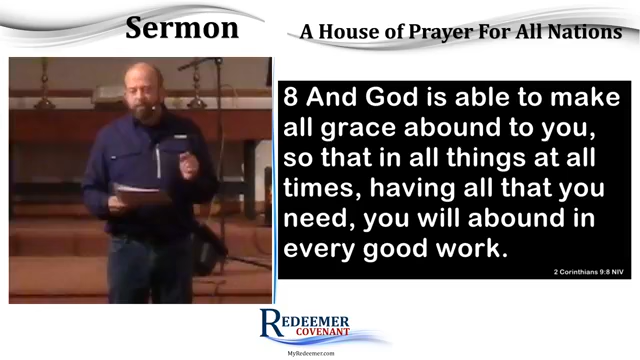 Sermon
A House of Prayer For All Nations
8 And God is able to make
all grace abound to you,
so that in all things at all
times, having all that you
need, you will abound in
every good work.
2 Corinthians 9:8 NIV
REDEEMER
COVENANT
MyRedeemer.com